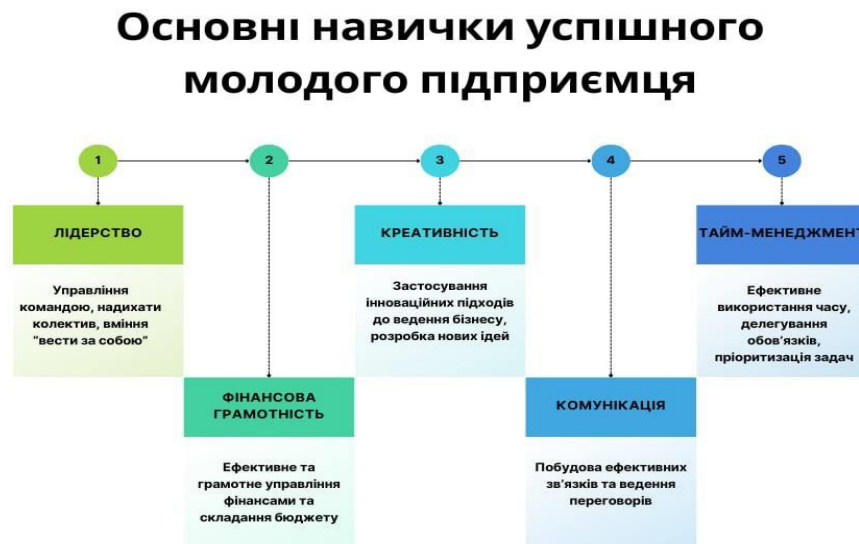 Основні навички успішного
молодого підприємця
1
2
3
4
5
ЛІДЕРСТВО
Управління
командою, надихати
колектив, вміння
"вести за собою"
ФІНАНСОВА
ГРАМОТНІСТЬ
Ефективне та
грамотне управління
фінансами та
складання бюджету
КРЕАТИВНІСТЬ
Застосування
інноваційних підходів
до ведення бізнесу,
розробка нових ідей
КОМУНІКАЦІЯ
Побудова ефективних
зв'язків та ведення
переговорів
ТАЙМ-МЕНЕДЖМЕНТ
Ефективне
використання часу,
делегування
обов'язків,
пріоритизація задач